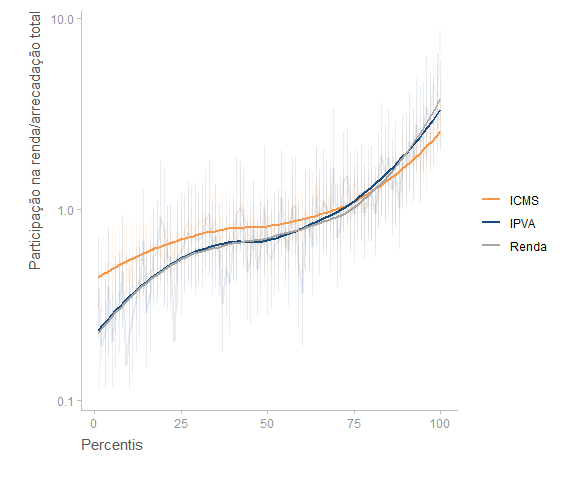 Participação na renda/arrecadação total
10.0
1.0
0.1
0
25
50
75
100
Percentis
ICMS
IPVA
Renda